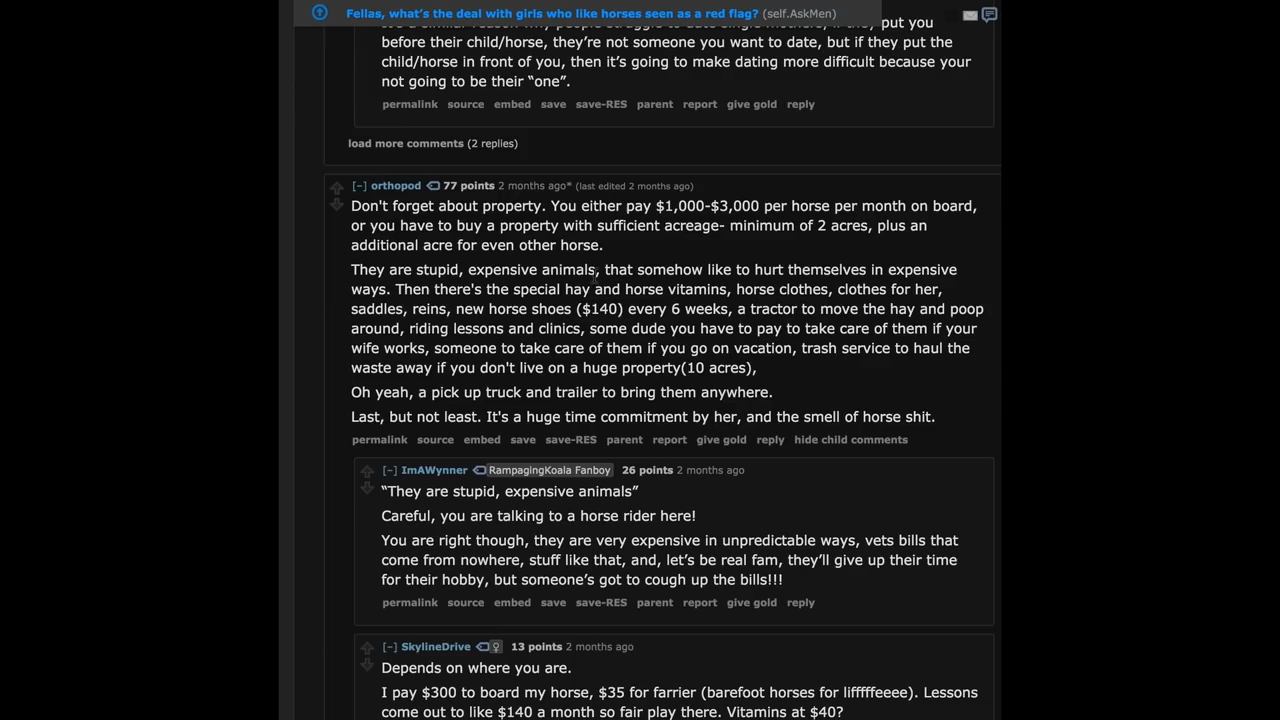 Fellas, what's the deal with girls who like horses seen as a red flag? (self.AskMen)
put you
before their child/horse, they're not someone you want to date, but if they put the
child/horse in front of you, then it's going to make dating more difficult because your
not going to be their “one”.
permalink source embed save save-RES parent report give gold reply
load more comments (2 replies)
[-] orthopod 77 points 2 months ago* (last edited 2 months ago)
Don't forget about property. You either pay $1,000-$3,000 per horse per month on board,
or you have to buy a property with sufficient acreage- minimum of 2 acres, plus an
additional acre for even other horse.
They are stupid, expensive animals, that somehow like to hurt themselves in expensive
ways. Then there's the special hay and horse vitamins, horse clothes, clothes for her,
saddles, reins, new horse shoes ($140) every 6 weeks, a tractor to move the hay and poop
around, riding lessons and clinics, some dude you have to pay to take care of them if your
wife works, someone to take care of them if you go on vacation, trash service to haul the
waste away if you don't live on a huge property(10 acres),
Oh yeah, a pick up truck and trailer to bring them anywhere.
Last, but not least. It's a huge time commitment by her, and the smell of horse shit.
permalink source embed save save-RES parent report give gold reply hide child comments
[-] ImAWynner RampagingKoala Fanboy 26 points 2 months ago
“They are stupid, expensive animals”
Careful, you are talking to a horse rider here!
You are right though, they are very expensive in unpredictable ways, vets bills that
come from nowhere, stuff like that, and, let's be real fam, they'll give up their time
for their hobby, but someone's got to cough up the bills!!!
permalink source embed save save-RES parent report give gold reply
[-] SkylineDrive ♀ 13 points 2 months ago
Depends on where you are.
I pay $300 to board my horse, $35 for farrier (barefoot horses for lifffffeeee). Lessons
come out to like $140 a month so fair play there. Vitamins at $40?